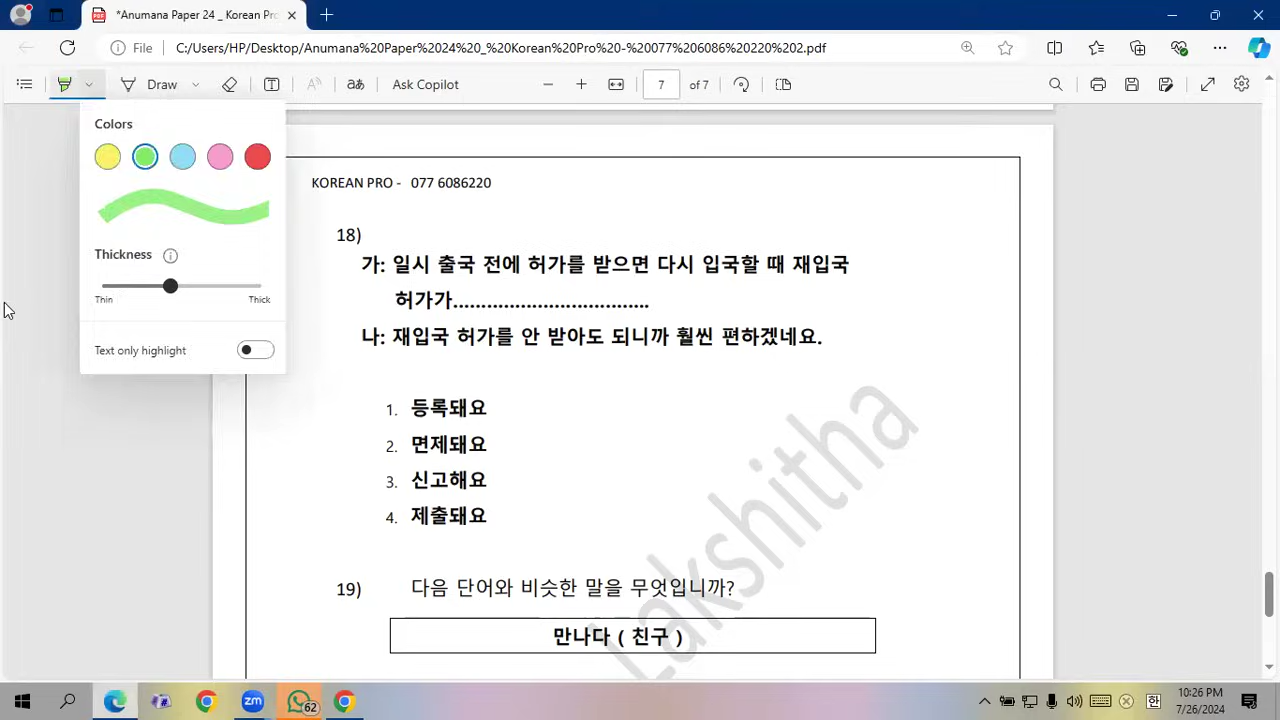 *Anumana Paper 24 _ Korean Pro
File
C:/Users/HP/Desktop/Anumana%20Paper%2024%20_%20Korean%20Pro%20-%20077%206086%20220%202.pdf
Draw
Ask Copilot
7 of 7
Colors
Thickness
Thin
Thick
Text only highlight
KOREAN PRO - 077 6086220
18)
가: 일시 출국 전에 허가를 받으면 다시 입국할 때 재입국
허가가..................................
나: 재입국 허가를 안 받아도 되니까 훨씬 편하겠네요.
1. 등록돼요
2. 면제돼요
3. 신고해요
4. 제출돼요
19) 다음 단어와 비슷한 말을 무엇입니까?
만나다 ( 친구 )
Lakshitha
zm
62
한
10:26 PM
7/26/2024